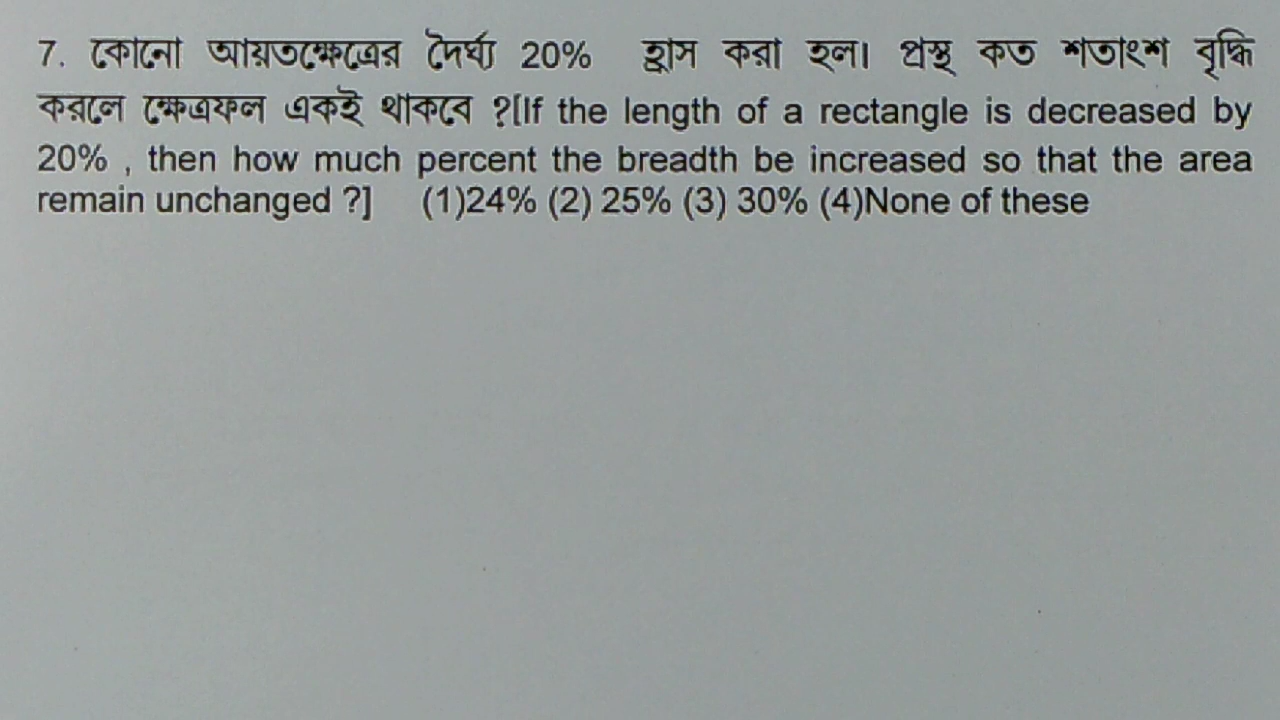 7. কোনো আয়তক্ষেত্রের দৈর্ঘ্য 20% হ্রাস করা হল। প্রস্থ কত শতাংশ বৃদ্ধি
করলে ক্ষেত্রফল একই থাকবে ?[If the length of a rectangle is decreased by
20% , then how much percent the breadth be increased so that the area
remain unchanged ?] (1)24% (2) 25% (3) 30% (4)None of these